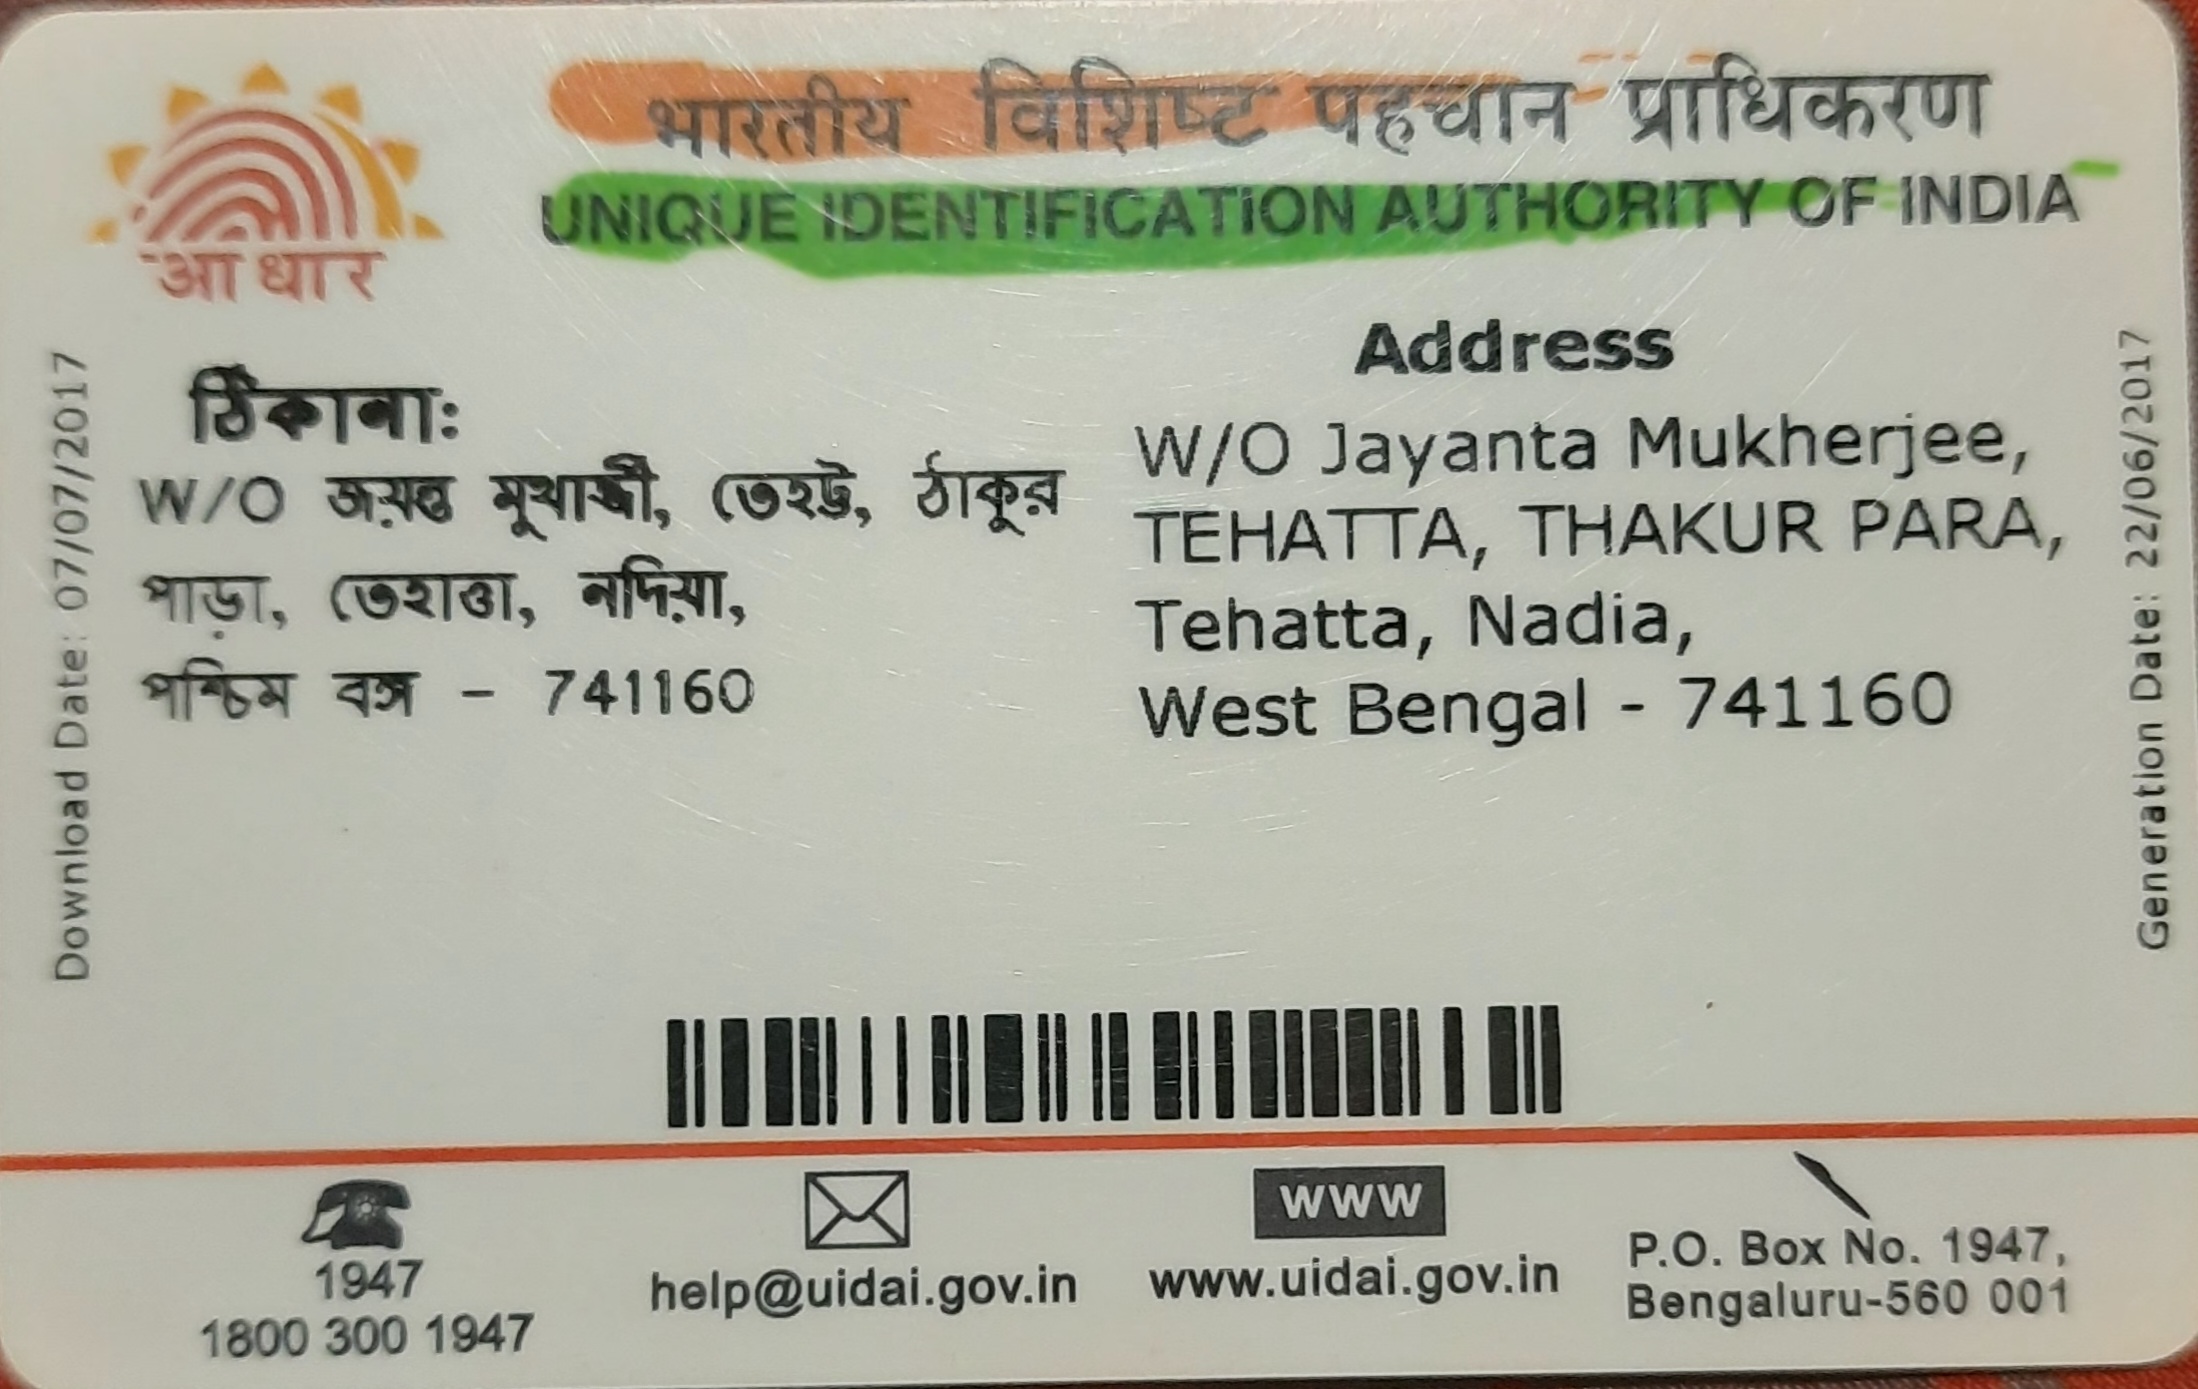 भारतीय विशिष्ट पहचान प्राधिकरण
UNIQUE IDENTIFICATION AUTHORITY OF INDIA
आधार
Download Date: 07/07/2017
ঠিকানা:
W/O জয়ন্ত মূখার্জী, তেহট্ট, ঠাকুর
পাড়া, তেহাত্তা, নদিয়া,
পশ্চিম বঙ্গ - 741160
Address
W/O Jayanta Mukherjee,
TEHATTA, THAKUR PARA,
Tehatta, Nadia,
West Bengal - 741160
Generation Date: 22/06/2017
1947
1800 300 1947
help@uidai.gov.in
www
www.uidai.gov.in
P.O. Box No. 1947,
Bengaluru-560 001